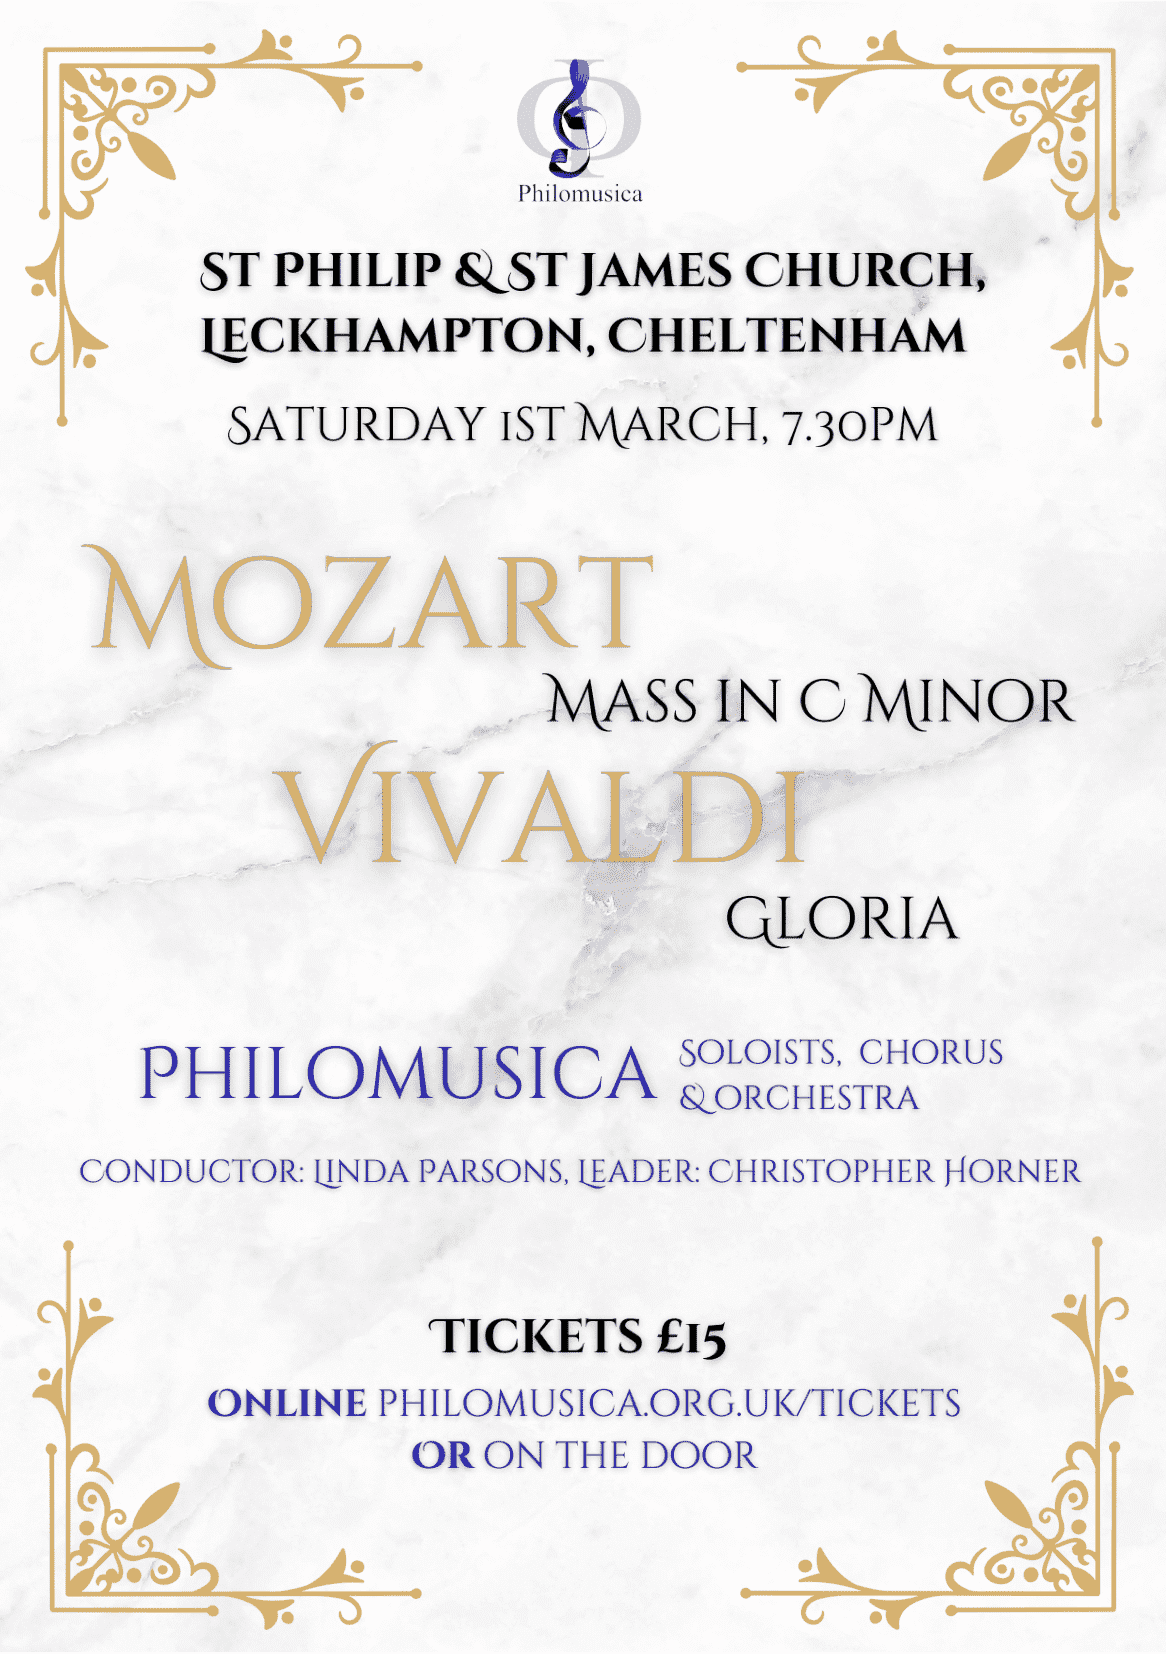 Philomusica
St Philip & St James Church,
Leckhampton, Cheltenham
Saturday 1st March, 7.30pm
Mozart
Mass in C Minor
Vivaldi
Gloria
Philomusica
Soloists, chorus
& Orchestra
Conductor: Linda Parsons, Leader: Christopher Horner
Tickets £15
Online philomusica.org.uk/tickets
Or on the door